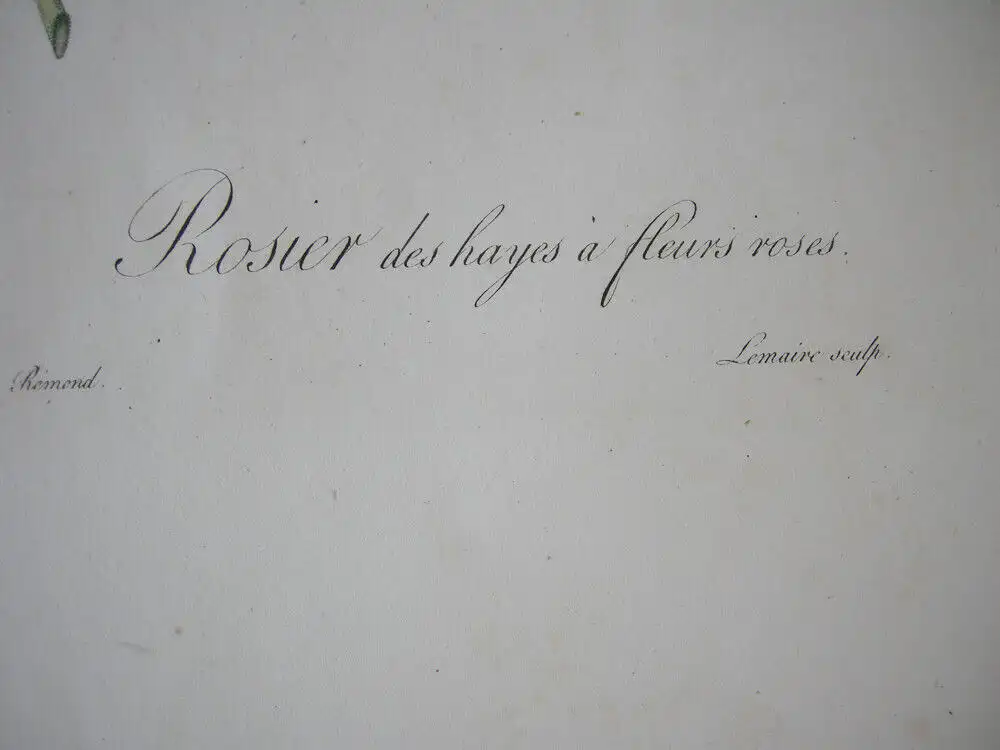 Rosier des hayes à fleurs roses.
Lemaire sculp.
Rémond.